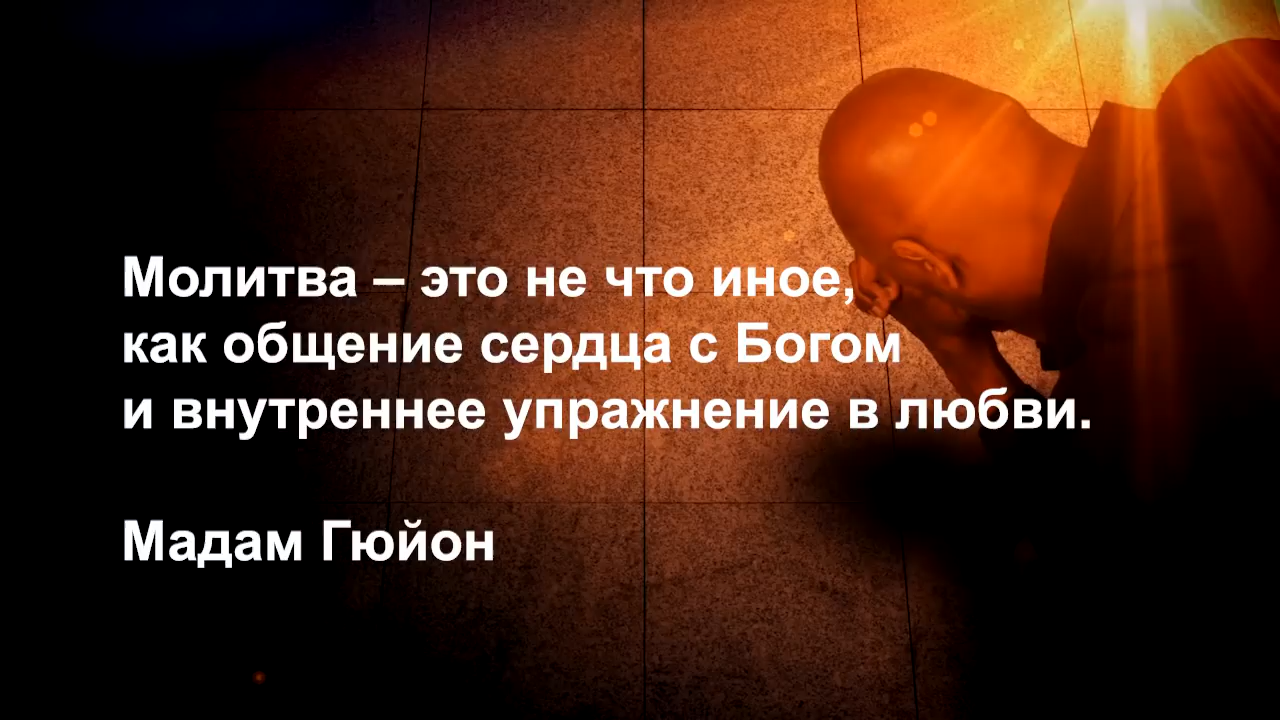 Молитва – это не что иное,
как общение сердца с Богом
и внутреннее упражнение в любви.
Мадам Гюйон